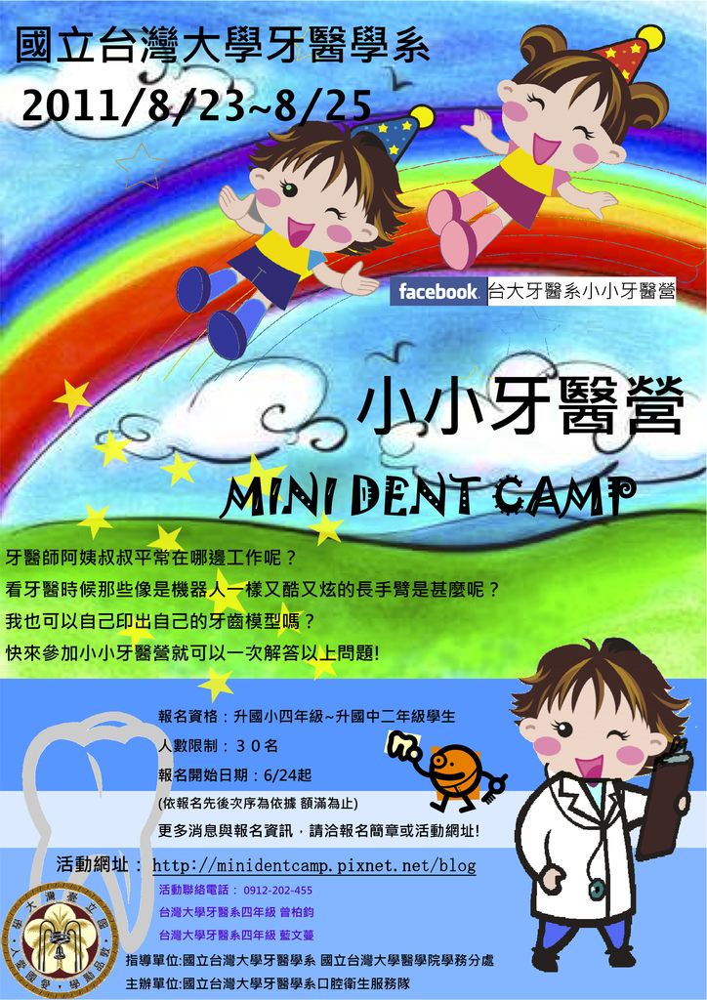 國立台灣大學牙醫學系
2011/8/23~8/25
facebook 台大牙醫系小小牙醫營
小小牙醫營
MINI DENT CAMP
牙醫師阿姨叔叔平常在哪邊工作呢？
看牙醫時候那些像是機器人一樣又酷又炫的長手臂是甚麼呢？
我也可以自己印出自己的牙齒模型嗎？
快來參加小小牙醫營就可以一次解答以上問題!
報名資格：升國小四年級~升國中二年級學生
人數限制：３０名
報名開始日期：6/24起
(依報名先後次序為依據 額滿為止)
更多消息與報名資訊，請洽報名簡章或活動網址!
活動網址：http://minidentcamp.pixnet.net/blog
活動聯絡電話： 0912-202-455
台灣大學牙醫系四年級 曾柏鈞
台灣大學牙醫系四年級 藍文蔓
指導單位:國立台灣大學牙醫學系 國立台灣大學醫學院學務分處
主辦單位:國立台灣大學牙醫學系口腔衛生服務隊
國立臺灣大學
敦品勵學 愛國愛人